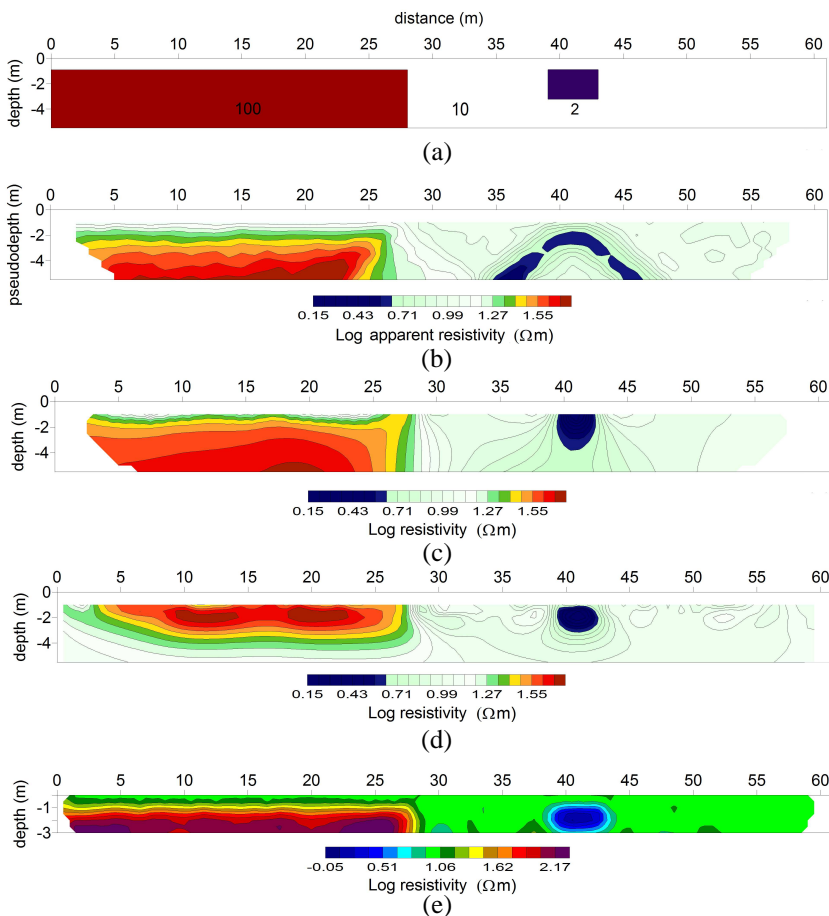 distance (m)
0 5 10 15 20 25 30 35 40 45 50 55 60
depth (m)
0
-2
-4
100 10 2
(a)
0 5 10 15 20 25 30 35 40 45 50 55 60
pseudodepth (m)
0
-2
-4
0.15 0.43 0.71 0.99 1.27 1.55
Log apparent resistivity (Ωm)
(b)
0 5 10 15 20 25 30 35 40 45 50 55 60
depth (m)
0
-2
-4
0.15 0.43 0.71 0.99 1.27 1.55
Log resistivity (Ωm)
(c)
0 5 10 15 20 25 30 35 40 45 50 55 60
depth (m)
0
-2
-4
0.15 0.43 0.71 0.99 1.27 1.55
Log resistivity (Ωm)
(d)
0 5 10 15 20 25 30 35 40 45 50 55 60
depth (m)
-1
-3
-0.05 0.51 1.06 1.62 2.17
Log resistivity (Ωm)
(e)